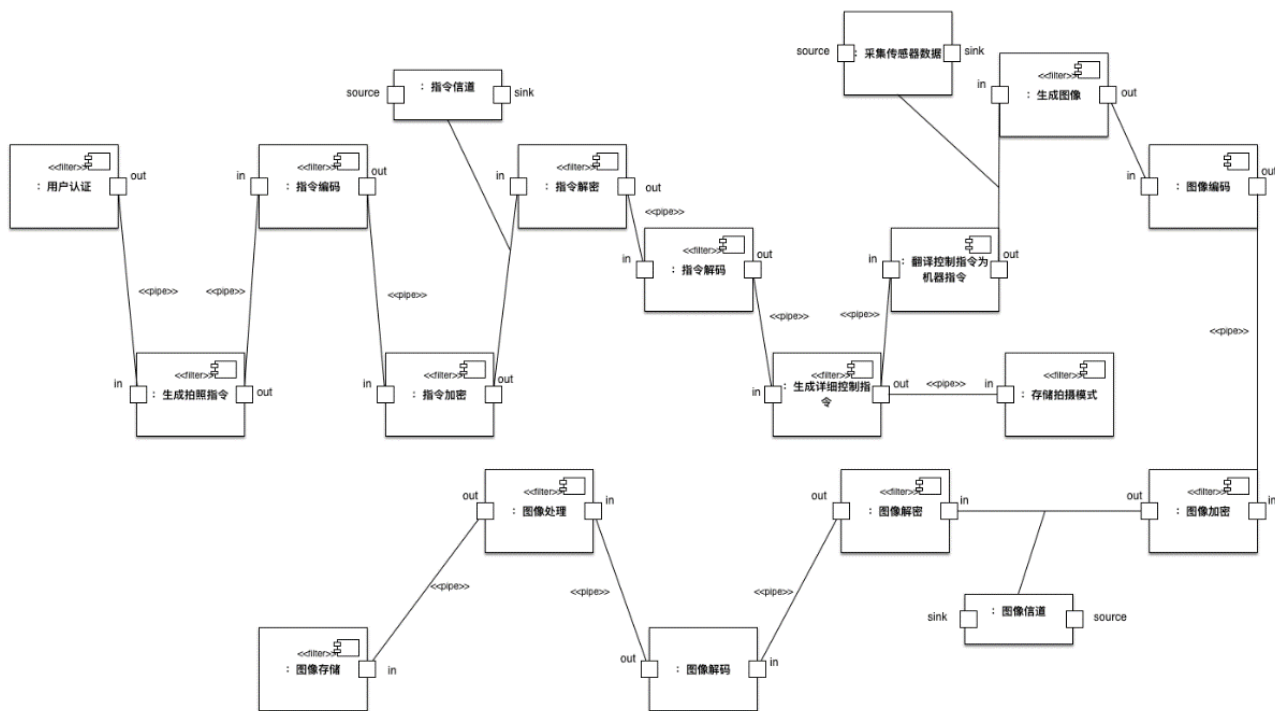 source
：采集传感器数据
sink
<<filter>>
in
：生成图像
out
source
：指令信道
sink
<<filter>>
：用户认证
out
<<filter>>
in
：指令编码
out
<<filter>>
in
：指令解密
out
<<filter>>
in
：图像编码
out
<<pipe>>
<<filter>>
in
：指令解码
out
<<filter>>
in
：翻译控制指令为
机器指令
out
<<pipe>>
<<pipe>>
<<pipe>>
<<pipe>>
<<pipe>>
<<pipe>>
<<filter>>
in
：生成拍照指令
out
<<filter>>
in
：指令加密
out
<<filter>>
in
：生成详细控制指
令
out
<<pipe>>
<<filter>>
in
：存储拍摄模式
<<filter>>
out
：图像处理
in
<<filter>>
out
：图像解密
in
<<filter>>
out
：图像加密
in
<<pipe>>
<<pipe>>
<<pipe>>
sink
：图像信道
source
<<filter>>
：图像存储
in
out
：图像解码
in